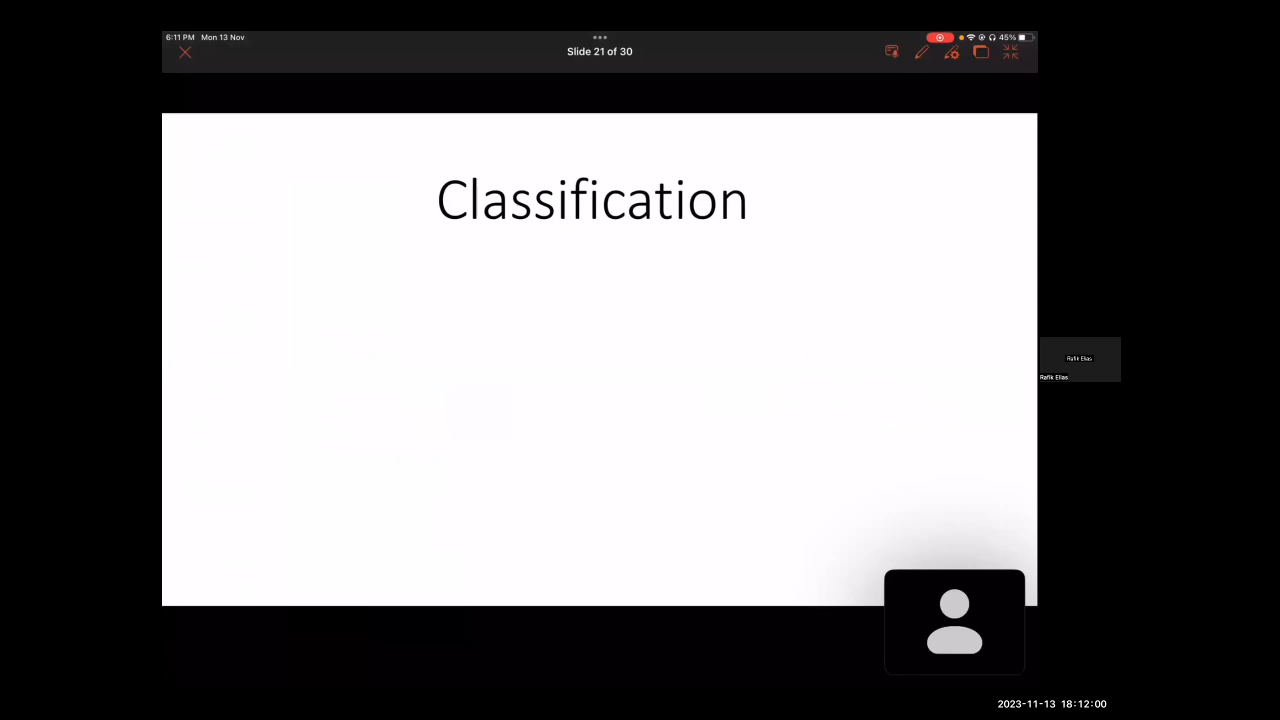 6:11 PM Mon 13 Nov
45%
Slide 21 of 30
Classification
Rafik Elias
Rafik Elias
2023-11-13 18:12:00